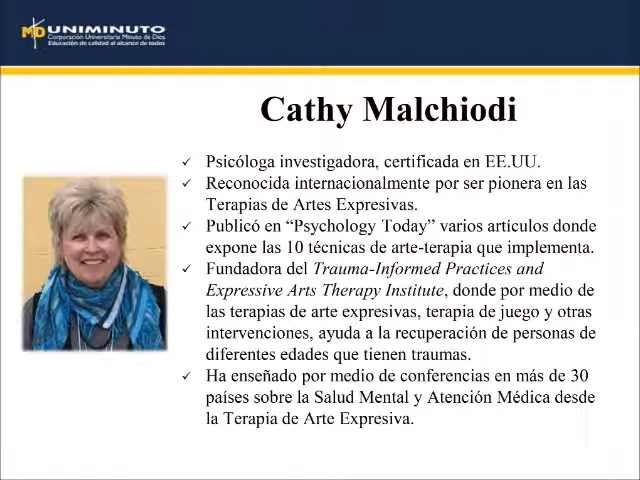 UNIMINUTO
Corporación Universitaria Minuto de Dios
Educación de calidad al alcance de todos
Cathy Malchiodi
✓ Psicóloga investigadora, certificada en EE.UU.
✓ Reconocida internacionalmente por ser pionera en las
Terapias de Artes Expresivas.
✓ Publicó en “Psychology Today” varios artículos donde
expone las 10 técnicas de arte-terapia que implementa.
✓ Fundadora del Trauma-Informed Practices and
Expressive Arts Therapy Institute, donde por medio de
las terapias de arte expresivas, terapia de juego y otras
intervenciones, ayuda a la recuperación de personas de
diferentes edades que tienen traumas.
✓ Ha enseñado por medio de conferencias en más de 30
países sobre la Salud Mental y Atención Médica desde
la Terapia de Arte Expresiva.